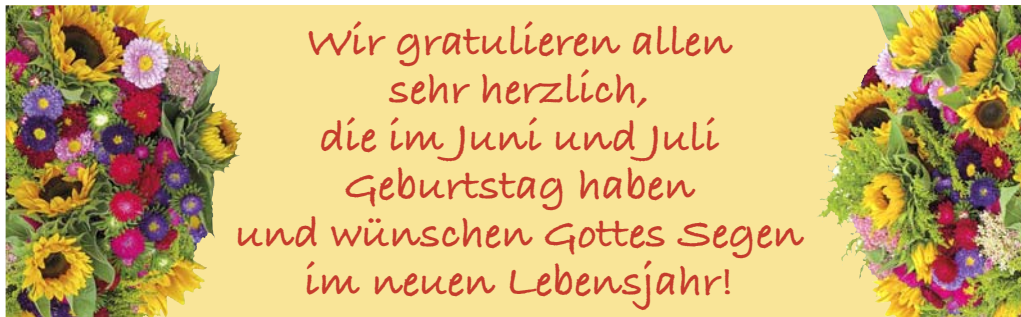 Wir gratulieren allen
sehr herzlich,
die im Juni und Juli
Geburtstag haben
und wünschen Gottes Segen
im neuen Lebensjahr!